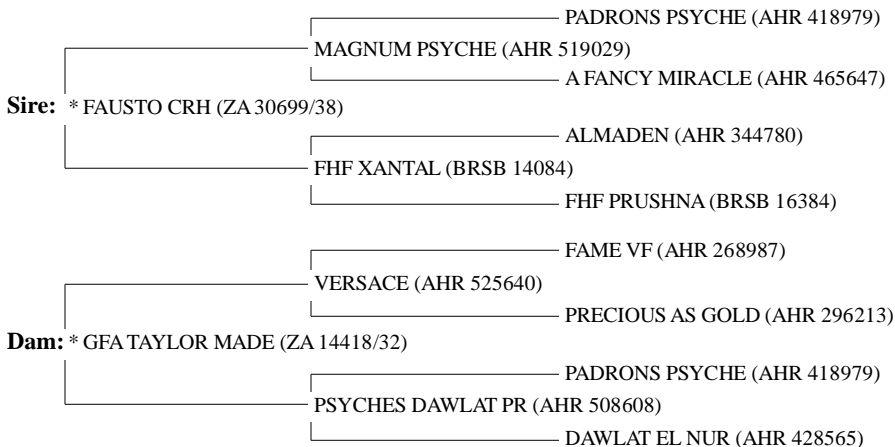 PADRONS PSYCHE (AHR 418979)
MAGNUM PSYCHE (AHR 519029)
A FANCY MIRACLE (AHR 465647)
Sire: * FAUSTO CRH (ZA 30699/38)
ALMADEN (AHR 344780)
FHF XANTAL (BRSB 14084)
FHF PRUSHNA (BRSB 16384)
FAME VF (AHR 268987)
VERSACE (AHR 525640)
PRECIOUS AS GOLD (AHR 296213)
Dam: * GFA TAYLOR MADE (ZA 14418/32)
PADRONS PSYCHE (AHR 418979)
PSYCHES DAWLAT PR (AHR 508608)
DAWLAT EL NUR (AHR 428565)